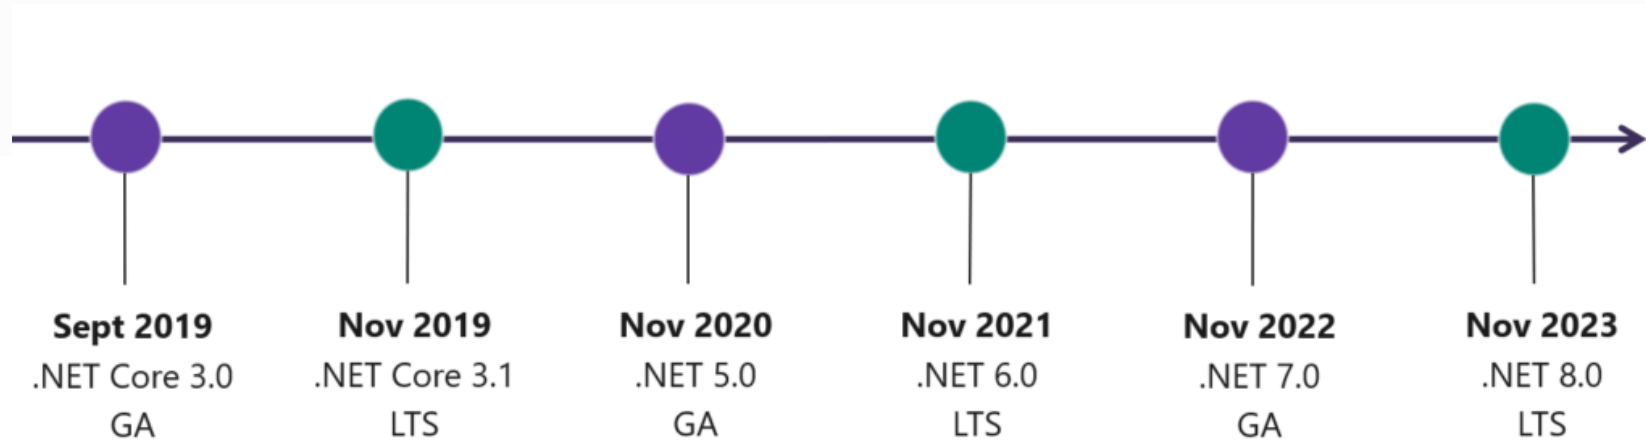 Sept 2019
.NET Core 3.0
GA
Nov 2019
.NET Core 3.1
LTS
Nov 2020
.NET 5.0
GA
Nov 2021
.NET 6.0
LTS
Nov 2022
.NET 7.0
GA
Nov 2023
.NET 8.0
LTS